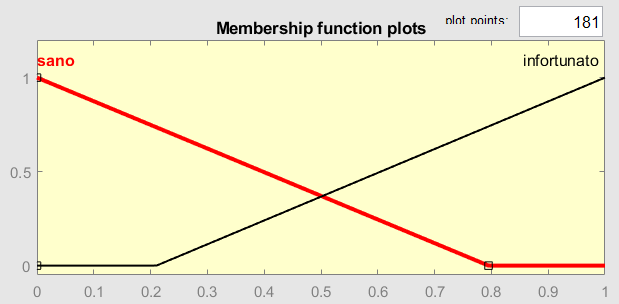 Membership function plots
plot points:
181
sano
infortunato
1
0.5
0
0 0.1 0.2 0.3 0.4 0.5 0.6 0.7 0.8 0.9 1